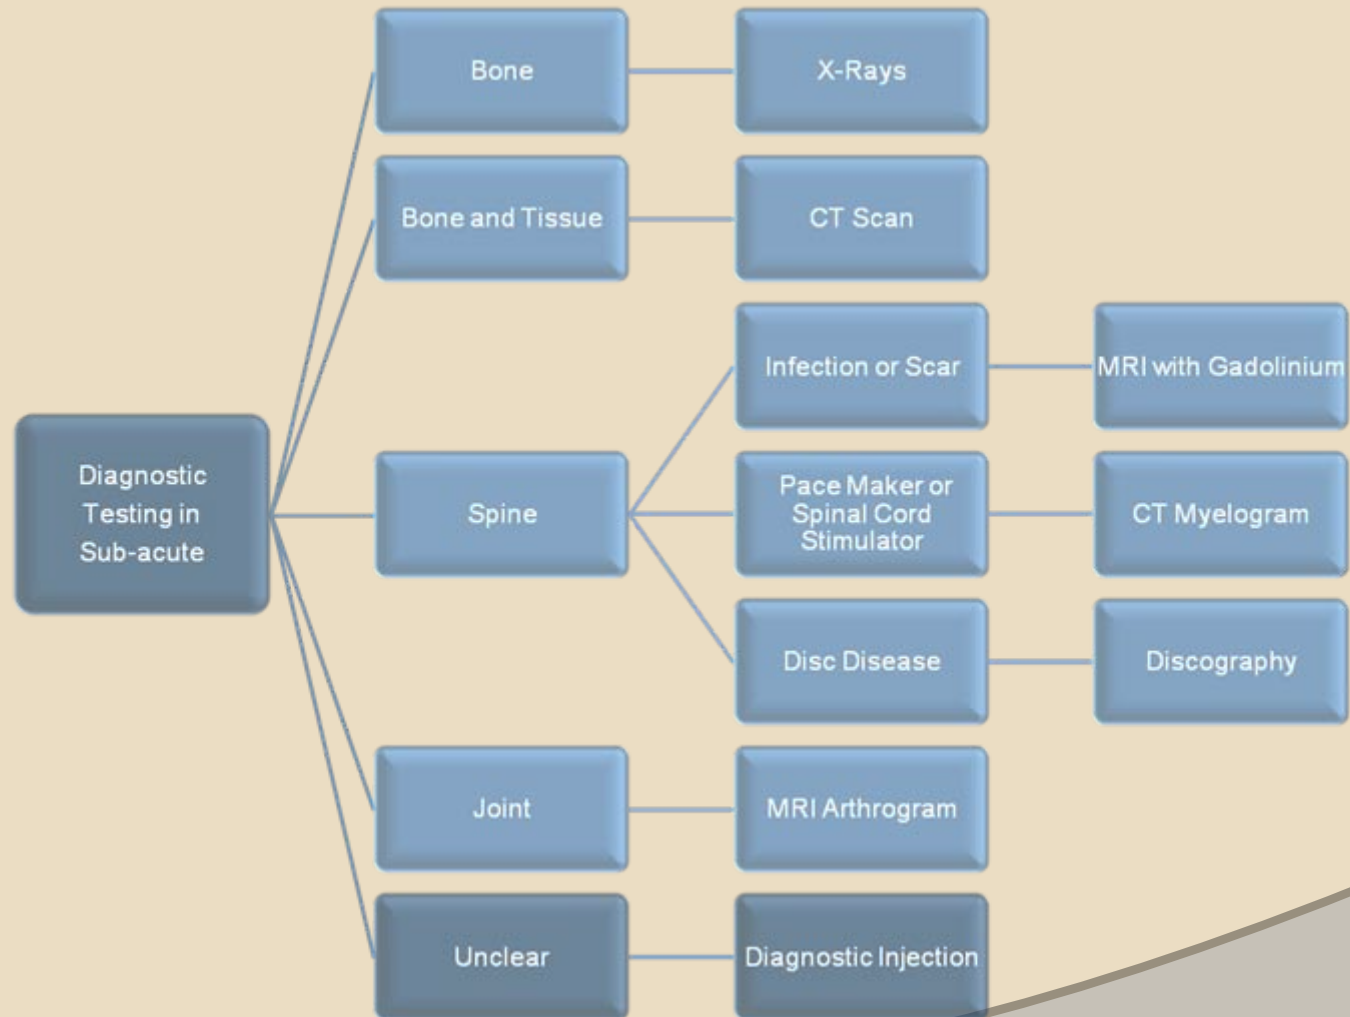 Bone
X-Rays
Bone and Tissue
CT Scan
Infection or Scar
MRI with Gadolinium
Diagnostic
Testing in
Sub-acute
Spine
Pace Maker or
Spinal Cord
Stimulator
CT Myelogram
Disc Disease
Discography
Joint
MRI Arthrogram
Unclear
Diagnostic Injection